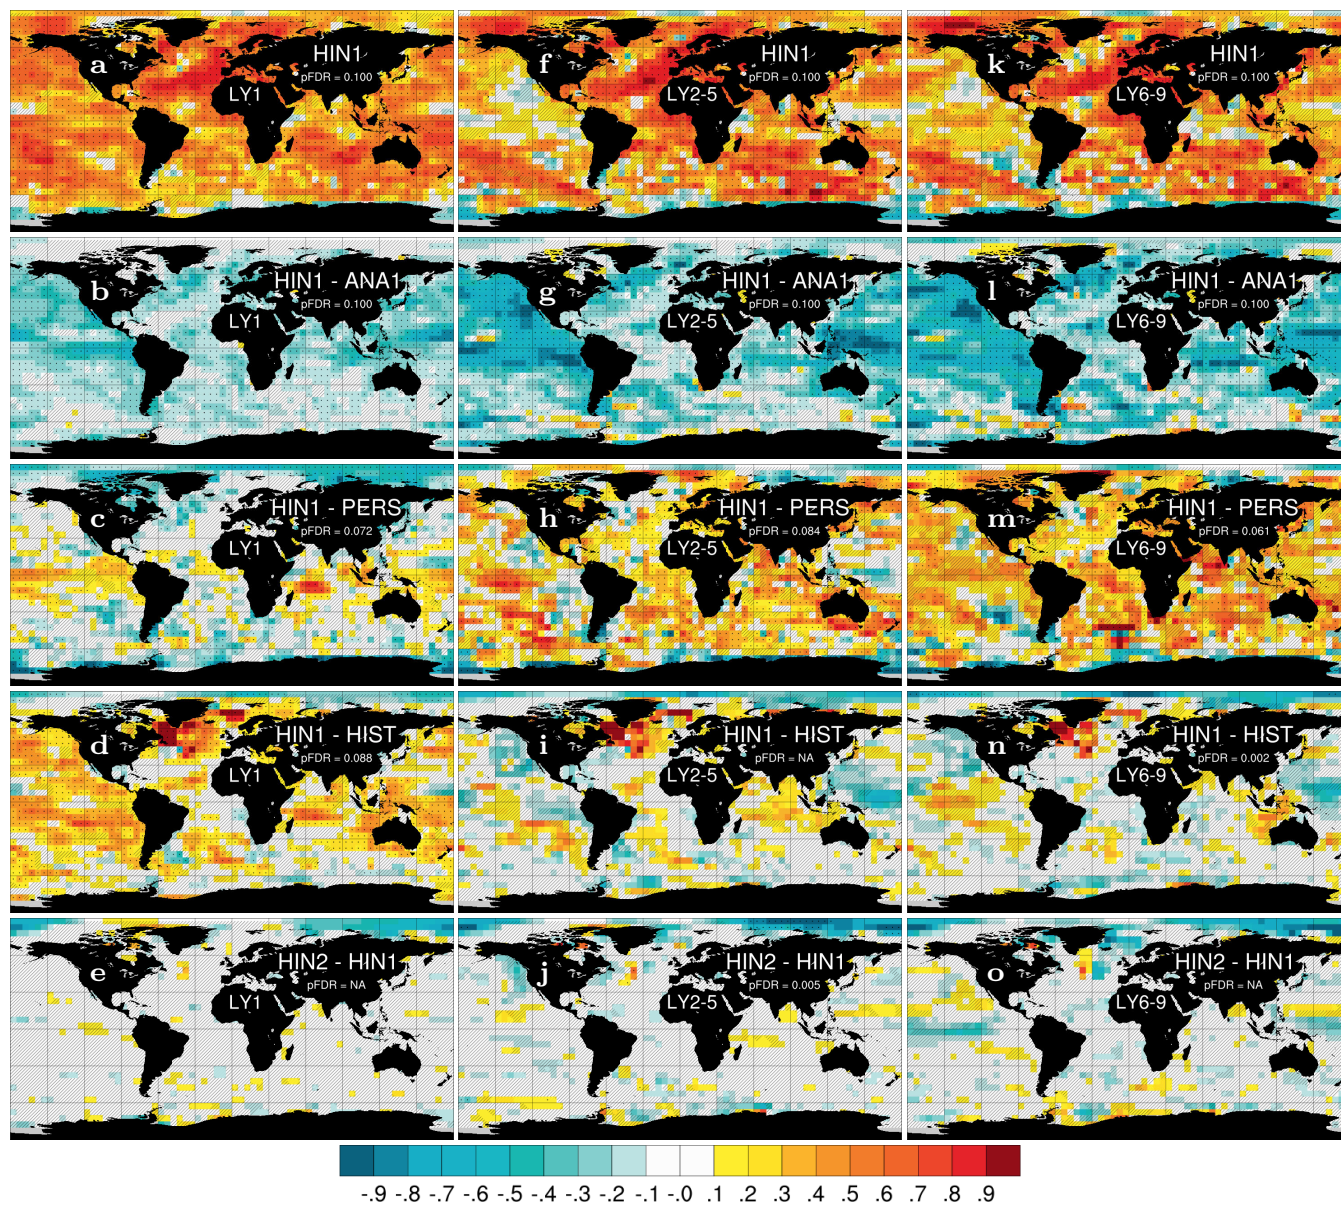 a HIN1
pFDR = 0.100
LY1
f HIN1
pFDR = 0.100
LY2-5
k HIN1
pFDR = 0.100
LY6-9
b HIN1 - ANA1
pFDR = 0.100
LY1
g HIN1 - ANA1
pFDR = 0.100
LY2-5
l HIN1 - ANA1
pFDR = 0.100
LY6-9
c HIN1 - PERS
pFDR = 0.072
LY1
h HIN1 - PERS
pFDR = 0.084
LY2-5
m HIN1 - PERS
pFDR = 0.061
LY6-9
d HIN1 - HIST
pFDR = 0.088
LY1
i HIN1 - HIST
pFDR = NA
LY2-5
n HIN1 - HIST
pFDR = 0.002
LY6-9
e HIN2 - HIN1
pFDR = NA
LY1
j HIN2 - HIN1
pFDR = 0.005
LY2-5
o HIN2 - HIN1
pFDR = NA
LY6-9
-.9 -.8 -.7 -.6 -.5 -.4 -.3 -.2 -.1 -.0 .1 .2 .3 .4 .5 .6 .7 .8 .9